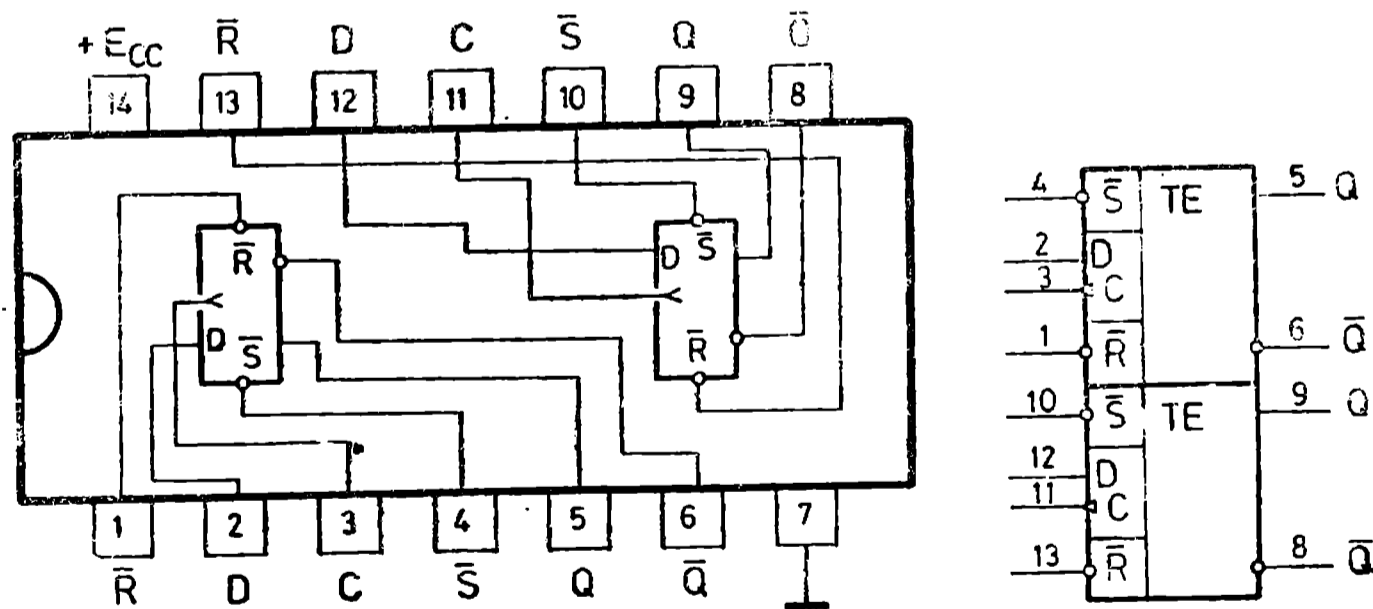 + E_CC R̅ D C S̅ Q Q̅
14 13 12 11 10 9 8
R̅ S̅
D
D R̅
S̅
1 2 3 4 5 6 7
R̅ D C S̅ Q Q̅
4 S̅ TE 5 Q
2 D
3 C
1 R̅ 6 Q̅
10 S̅ TE 9 Q
12 D
11 C
13 R̅ 8 Q̅